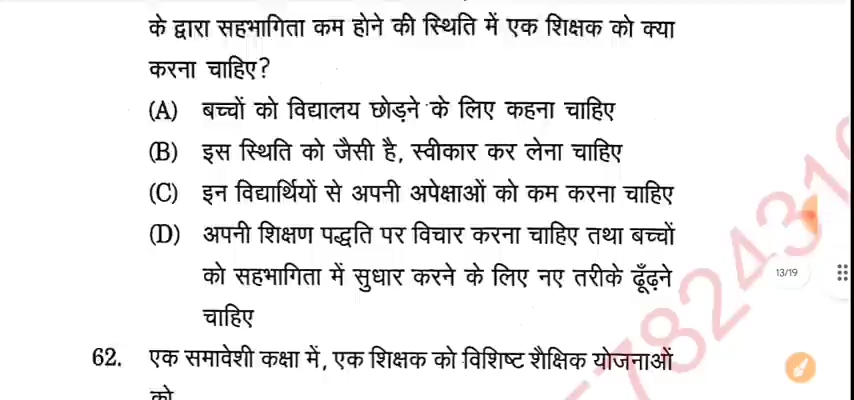 के द्वारा सहभागिता कम होने की स्थिति में एक शिक्षक को क्या
करना चाहिए?
(A) बच्चों को विद्यालय छोड़ने के लिए कहना चाहिए
(B) इस स्थिति को जैसी है, स्वीकार कर लेना चाहिए
(C) इन विद्यार्थियों से अपनी अपेक्षाओं को कम करना चाहिए
(D) अपनी शिक्षण पद्धति पर विचार करना चाहिए तथा बच्चों
को सहभागिता में सुधार करने के लिए नए तरीके ढूँढ़ने
चाहिए
13/19
62. एक समावेशी कक्षा में, एक शिक्षक को विशिष्ट शैक्षिक योजनाओं
को
782431